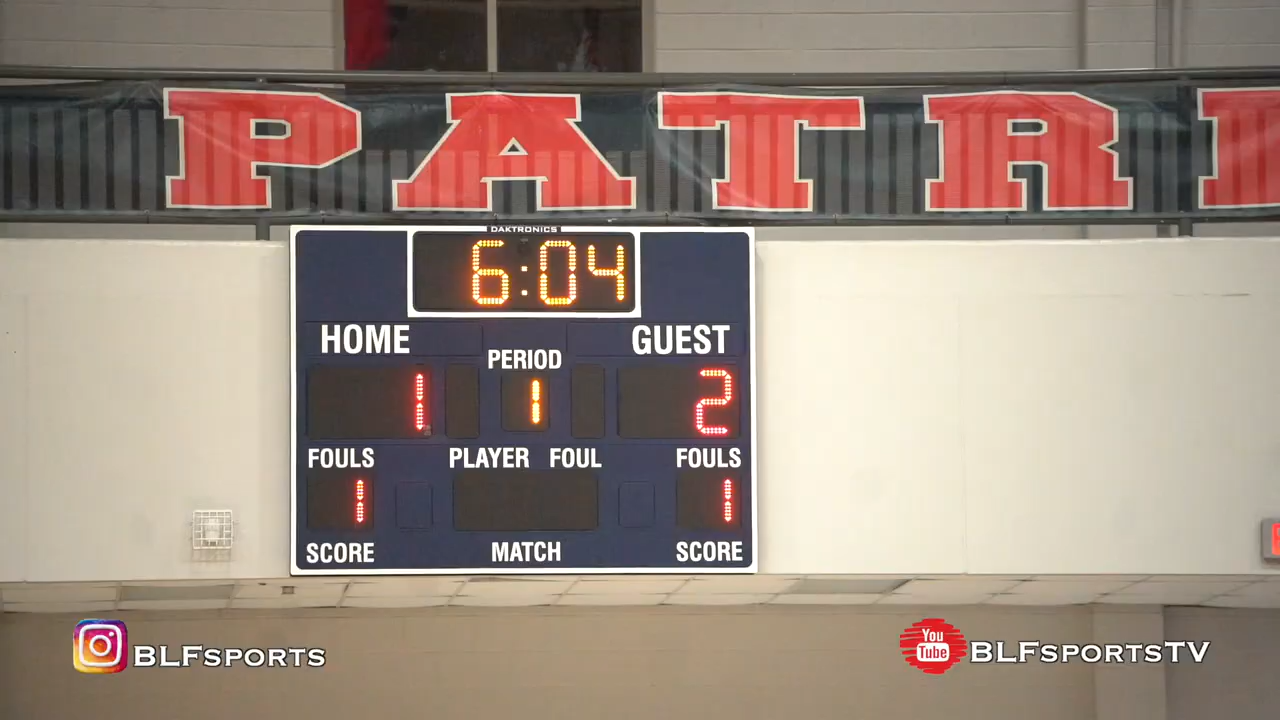 PATRI
DAKTRONICS
6:04
HOME
GUEST
PERIOD
1
1
2
FOULS
PLAYER FOUL
FOULS
1
1
SCORE
MATCH
SCORE
BLFSPORTS
You Tube
BLFSPORTSTV